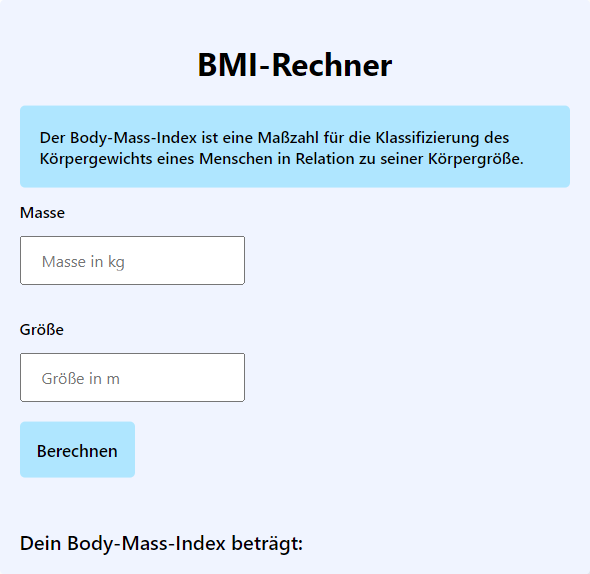 BMI-Rechner
Der Body-Mass-Index ist eine Maßzahl für die Klassifizierung des
Körpergewichts eines Menschen in Relation zu seiner Körpergröße.
Masse
Masse in kg
Größe
Größe in m
Berechnen
Dein Body-Mass-Index beträgt: